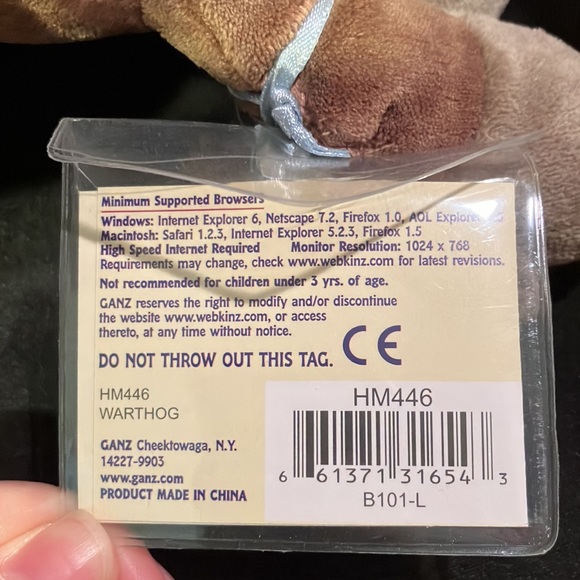 Minimum Supported Browsers
Windows: Internet Explorer 6, Netscape 7.2, Firefox 1.0, AOL
Macintosh: Safari 1.2.3, Internet Explorer 5.2.3, Firefox 1.5
High Speed Internet Required Monitor Resolution: 1024 x 768
Requirements may change, check www.webkinz.com for latest revisions.
Not recommended for children under 3 yrs. of age.
GANZ reserves the right to modify and/or discontinue
the website www.webkinz.com, or access
thereto, at any time without notice.
DO NOT THROW OUT THIS TAG.
CE
HM446
WARTHOG
GANZ Cheektowaga, N.Y.
14227-9903
www.ganz.com
PRODUCT MADE IN CHINA
HM446
6 61371 31654 3
B101-L